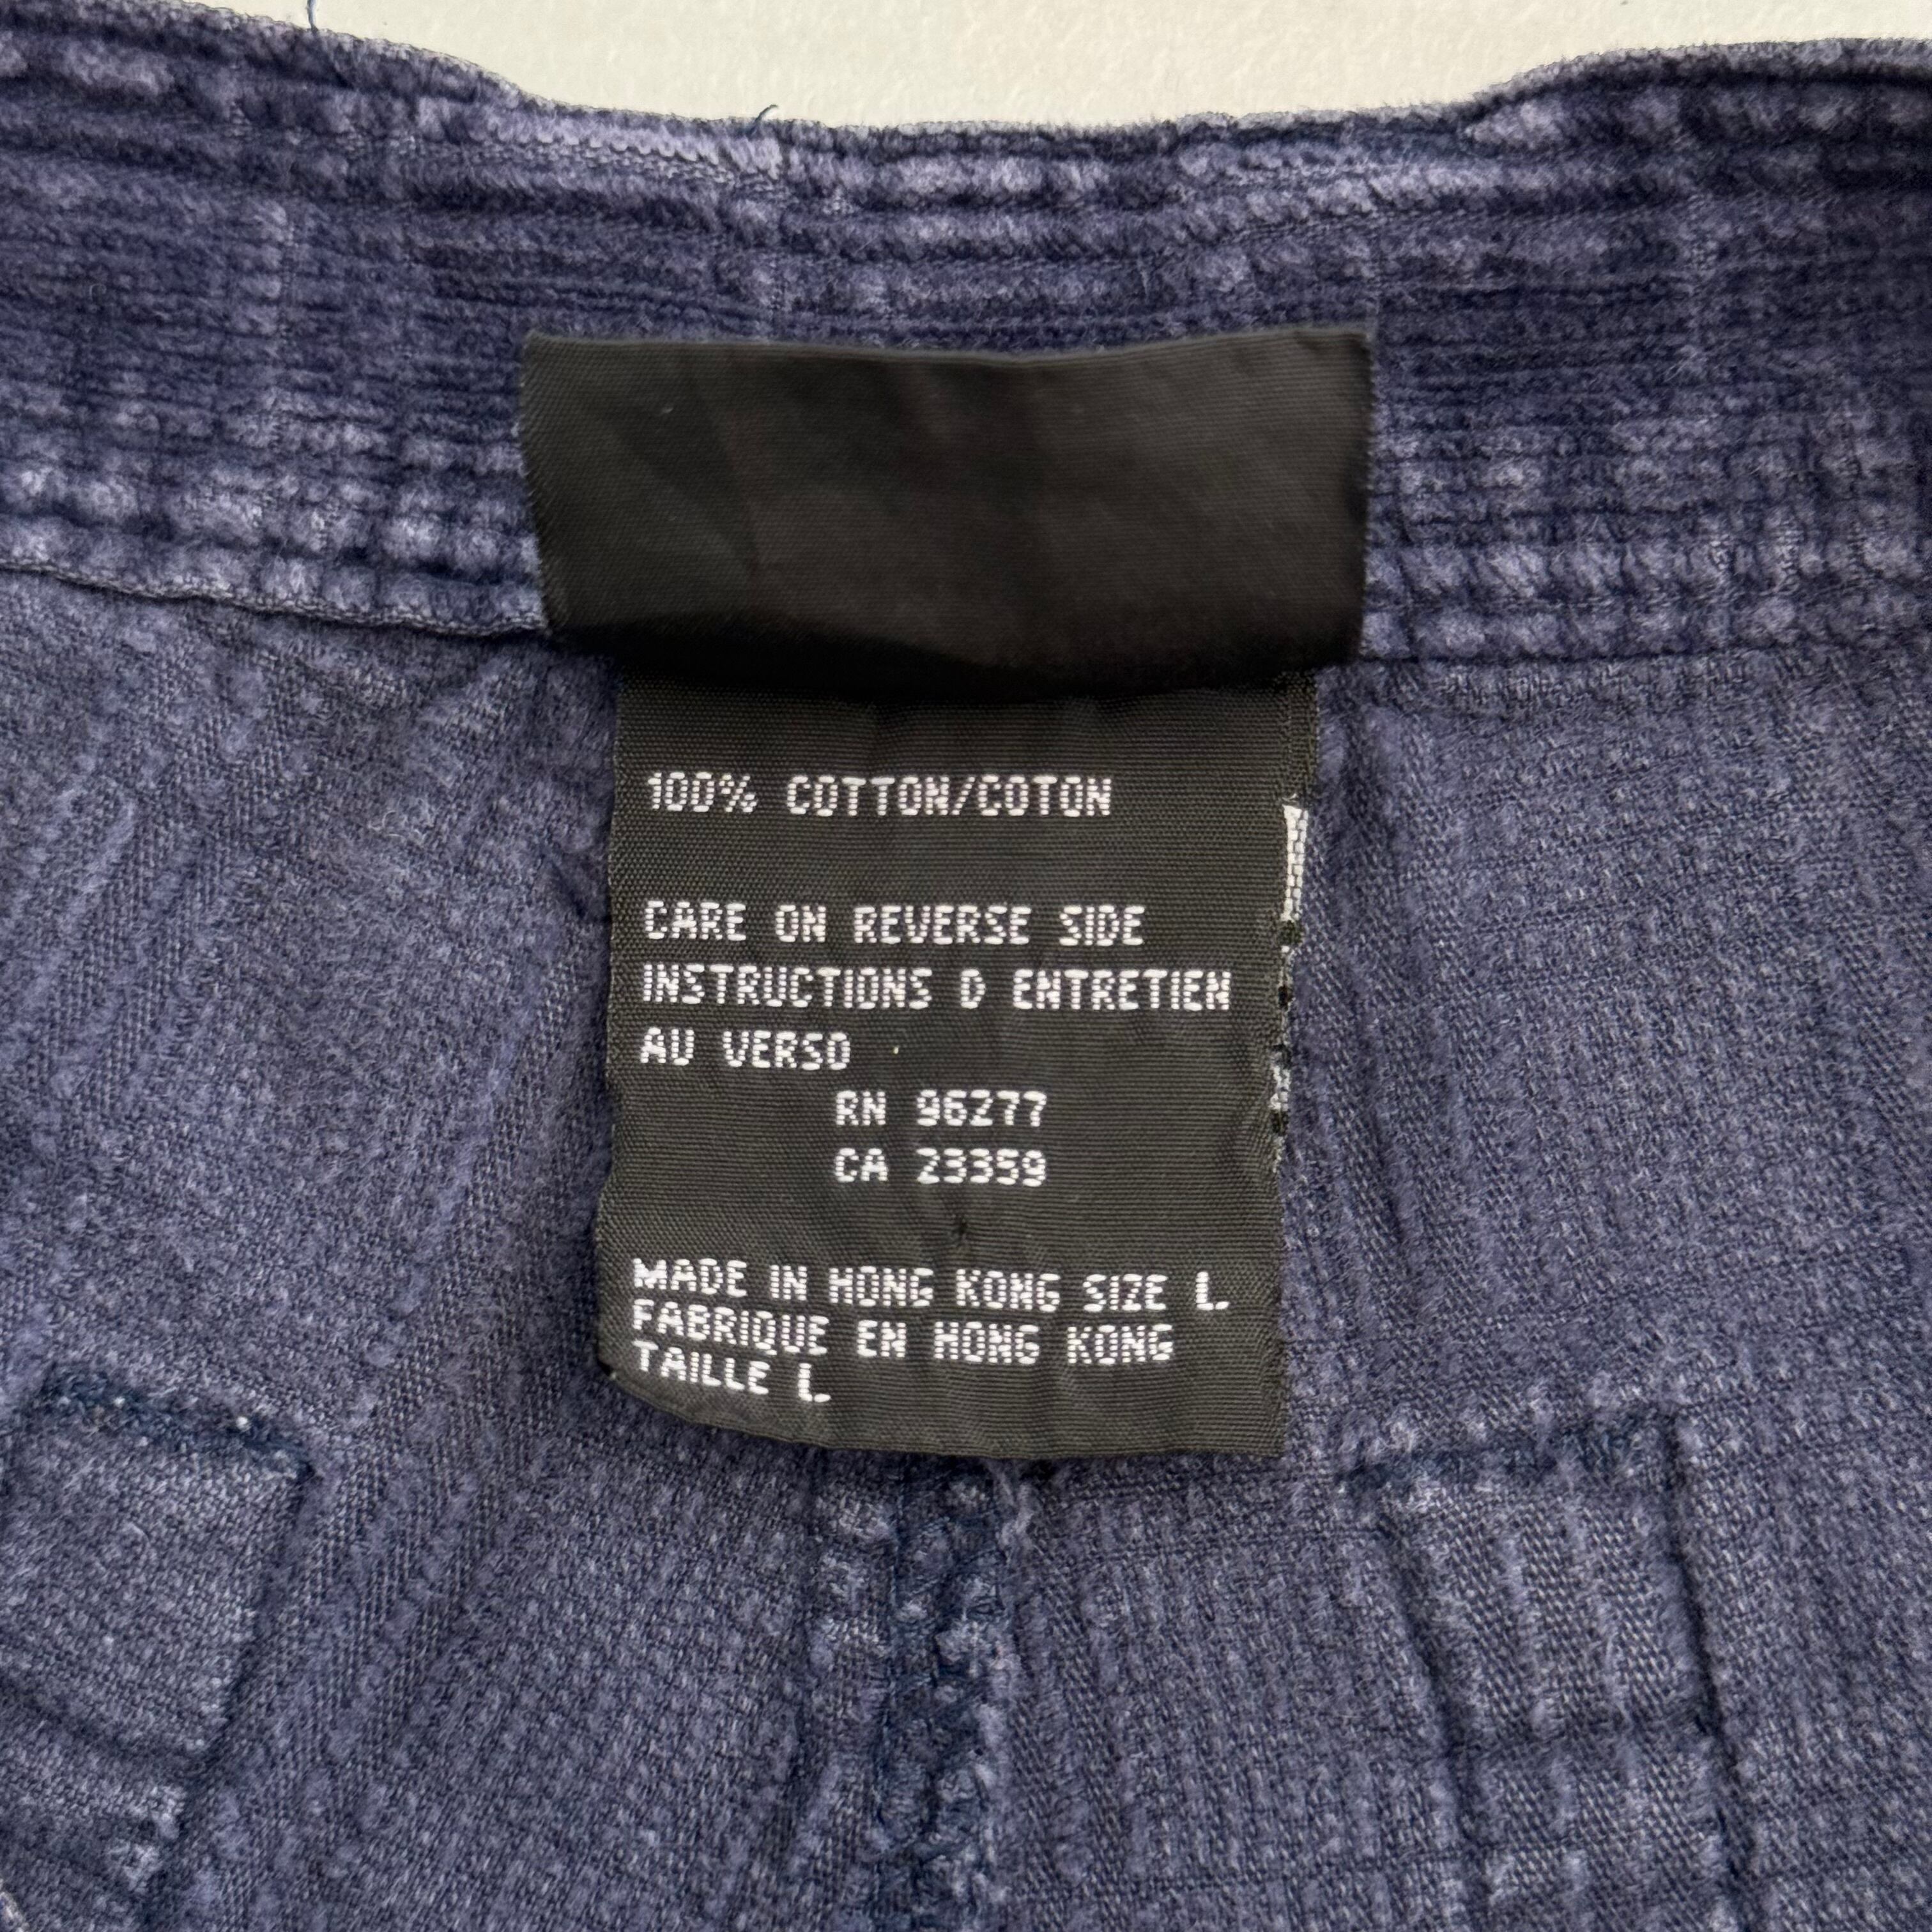 100% COTTON/COTON
CARE ON REVERSE SIDE
INSTRUCTIONS D ENTRETIEN
AU VERSO
RN 96277
CA 23359
MADE IN HONG KONG SIZE L
FABRIQUE EN HONG KONG
TAILLE L